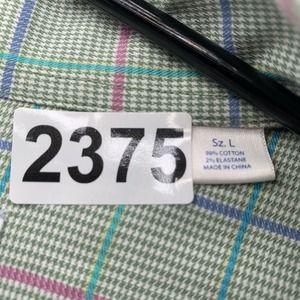 2375
Sz. L
98% COTTON
2% ELASTANE
MADE IN CHINA